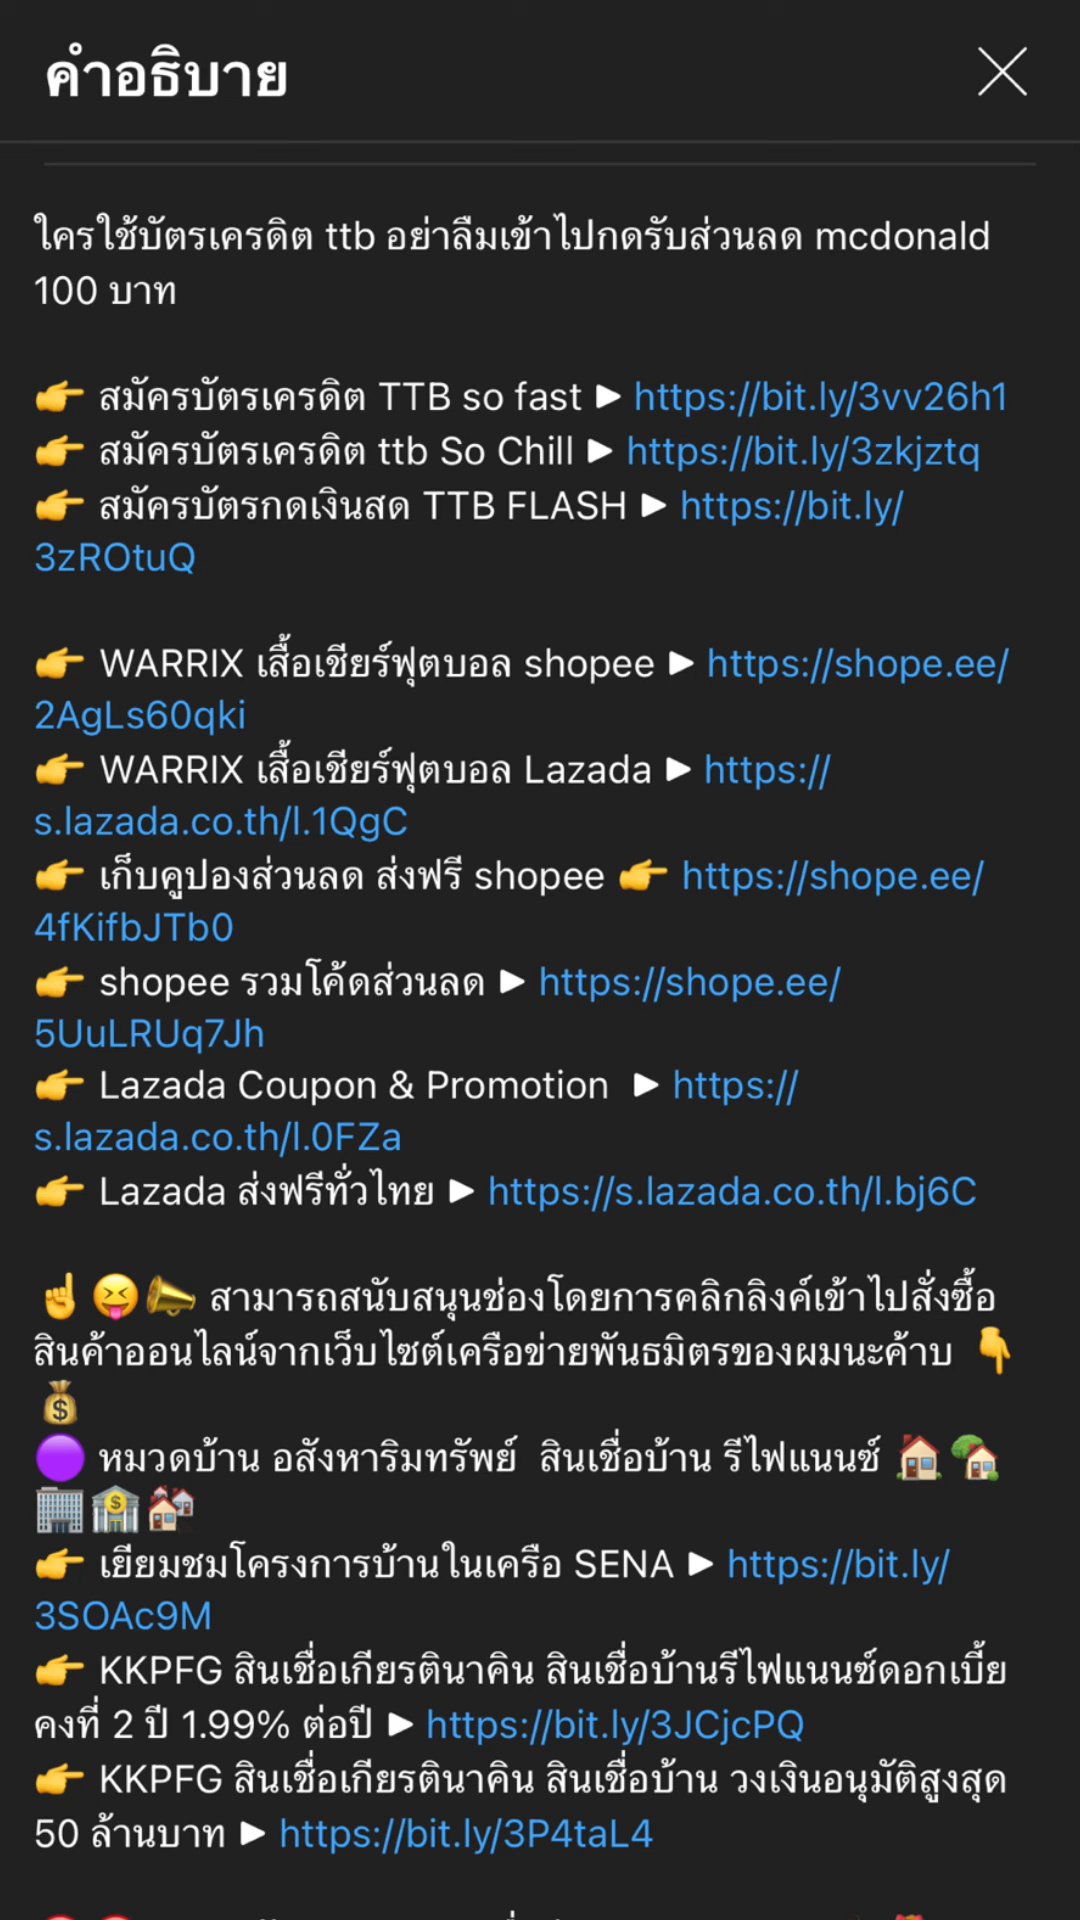 คำอธิบาย
ใครใช้บัตรเครดิต ttb อย่าลืมเข้าไปกดรับส่วนลด mcdonald
100 บาท
👉 สมัครบัตรเครดิต TTB so fast ► https://bit.ly/3vv26h1
👉 สมัครบัตรเครดิต ttb So Chill ► https://bit.ly/3zkjztq
👉 สมัครบัตรกดเงินสด TTB FLASH ► https://bit.ly/
3zROtuQ
👉 WARRIX เสื้อเชียร์ฟุตบอล shopee ► https://shope.ee/
2AgLs60qki
👉 WARRIX เสื้อเชียร์ฟุตบอล Lazada ► https://
s.lazada.co.th/l.1QgC
👉 เก็บคูปองส่วนลด ส่งฟรี shopee 👉 https://shope.ee/
4fKifbJTb0
👉 shopee รวมโค้ดส่วนลด ► https://shope.ee/
5UuLRUq7Jh
👉 Lazada Coupon & Promotion ► https://
s.lazada.co.th/l.0FZa
👉 Lazada ส่งฟรีทั่วไทย ► https://s.lazada.co.th/l.bj6C
☝️😝📣 สามารถสนับสนุนช่องโดยการคลิกลิงค์เข้าไปสั่งซื้อ
สินค้าออนไลน์จากเว็บไซต์เครือข่ายพันธมิตรของผมนะค้าบ 👇
💰
🟣 หมวดบ้าน อสังหาริมทรัพย์ สินเชื่อบ้าน รีไฟแนนซ์ 🏠🏡
🏢🏦🏘️
👉 เยียมชมโครงการบ้านในเครือ SENA ► https://bit.ly/
3SOAc9M
👉 KKPFG สินเชื่อเกียรตินาคิน สินเชื่อบ้านรีไฟแนนซ์ดอกเบี้ย
คงที่ 2 ปี 1.99% ต่อปี ► https://bit.ly/3JCjcPQ
👉 KKPFG สินเชื่อเกียรตินาคิน สินเชื่อบ้าน วงเงินอนุมัติสูงสุด
50 ล้านบาท ► https://bit.ly/3P4taL4